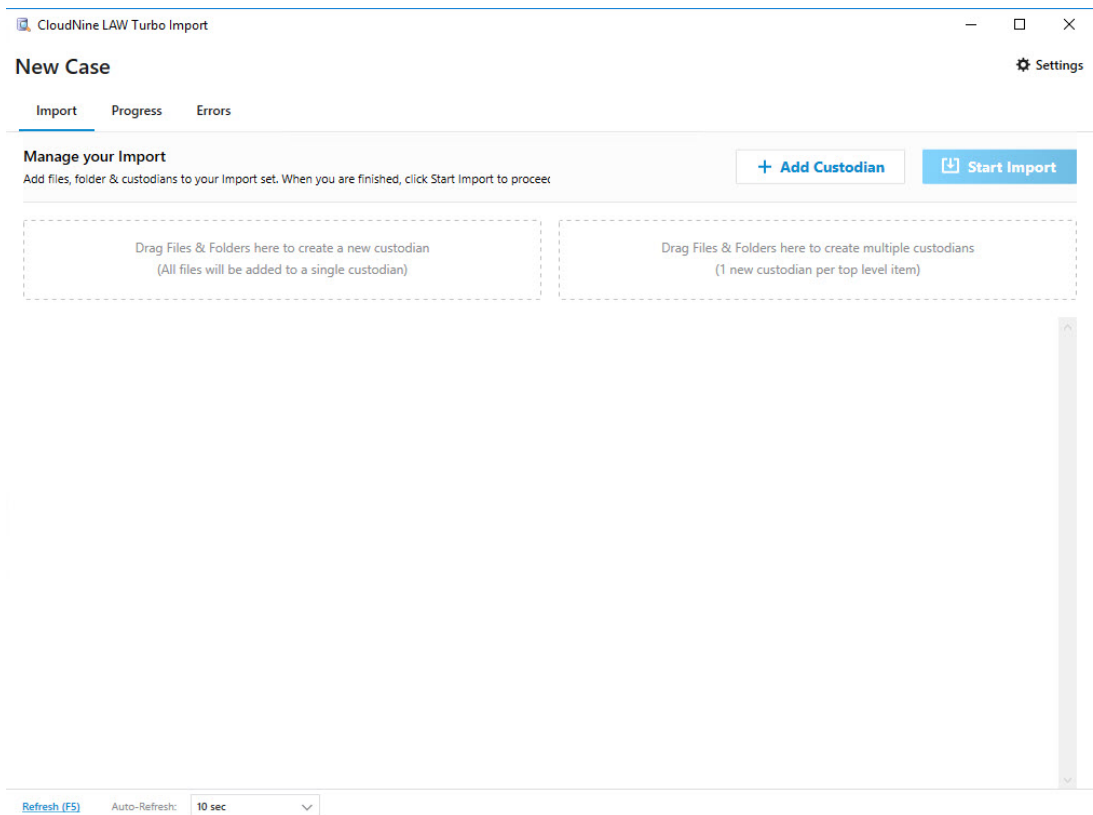 CloudNine LAW Turbo Import
New Case
Settings
Import Progress Errors
Manage your Import
Add files, folder & custodians to your Import set. When you are finished, click Start Import to proceed
+ Add Custodian
Start Import
Drag Files & Folders here to create a new custodian
(All files will be added to a single custodian)
Drag Files & Folders here to create multiple custodians
(1 new custodian per top level item)
Refresh (F5) Auto-Refresh: 10 sec